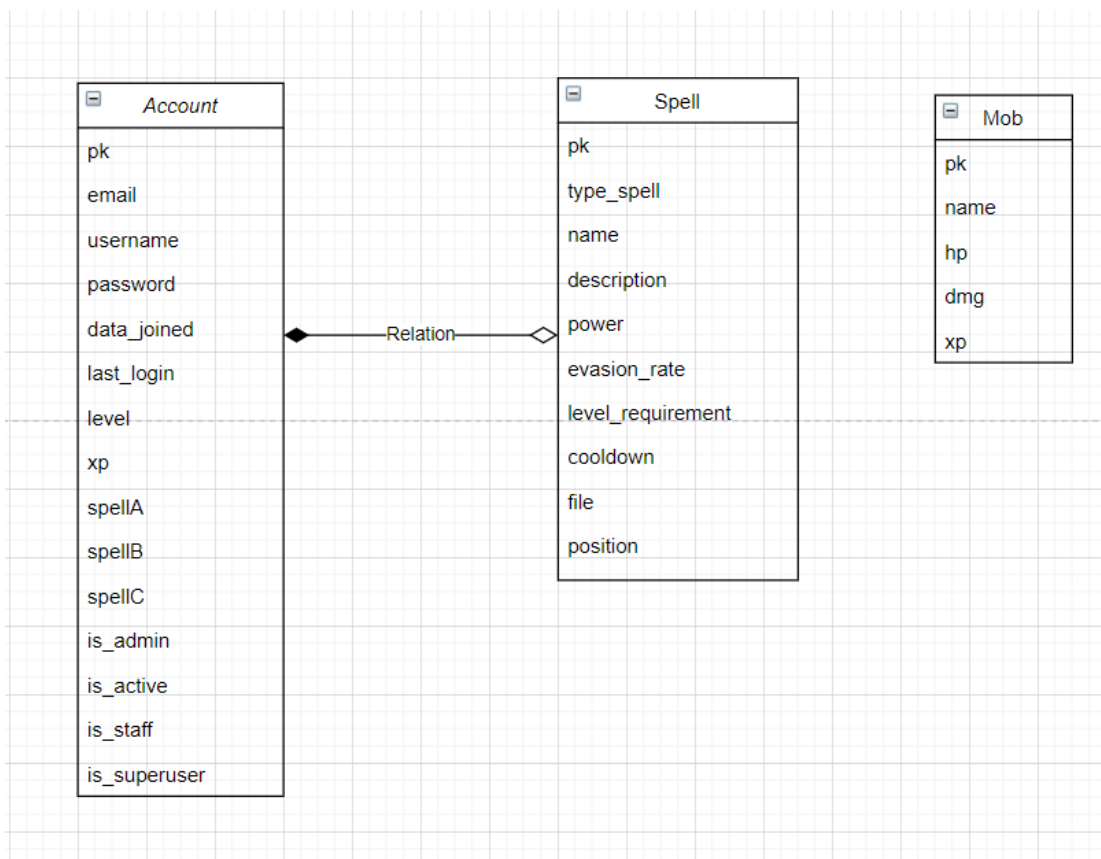 Account
pk
email
username
password
data_joined
last_login
level
xp
spellA
spellB
spellC
is_admin
is_active
is_staff
is_superuser
Relation
Spell
pk
type_spell
name
description
power
evasion_rate
level_requirement
cooldown
file
position
Mob
pk
name
hp
dmg
xp